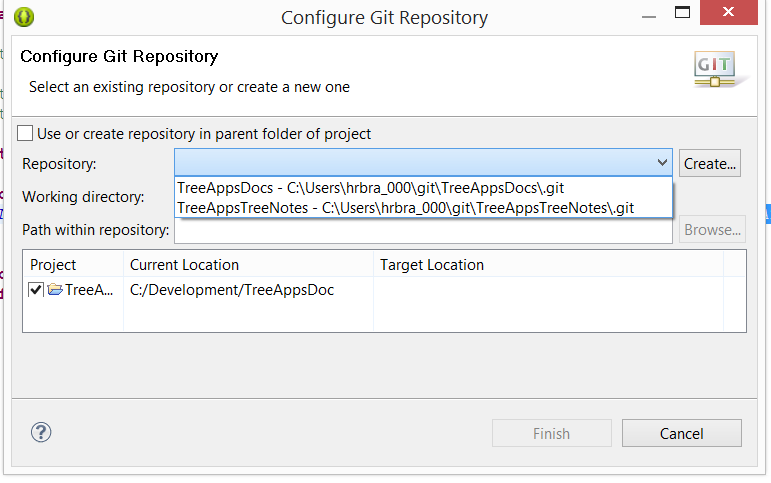 Configure Git Repository
Configure Git Repository
Select an existing repository or create a new one
GIT
Use or create repository in parent folder of project
Repository: Create...
TreeAppsDocs - C:\Users\hrbra_000\git\TreeAppsDocs\.git
Working directory:
TreeAppsTreeNotes - C:\Users\hrbra_000\git\TreeAppsTreeNotes\.git
Path within repository: Browse...
Project Current Location Target Location
TreeA... C:/Development/TreeAppsDoc
? Finish Cancel